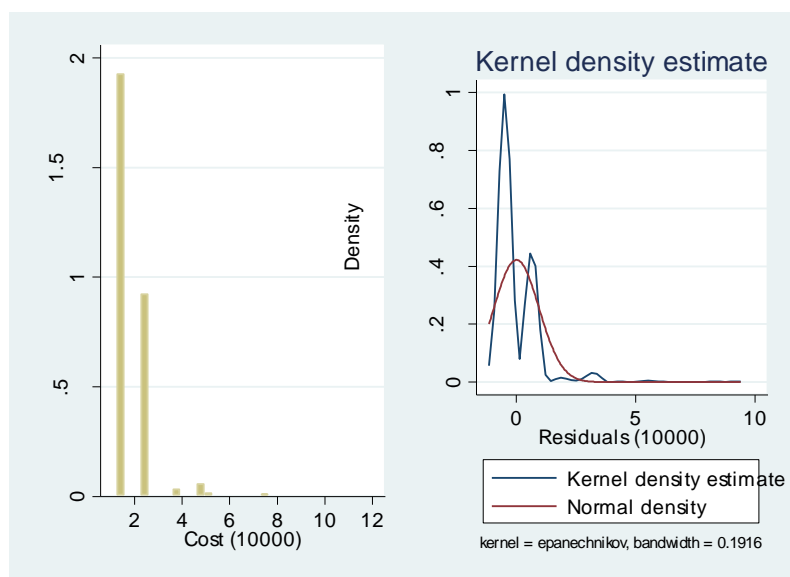 2
1.5
1
.5
0
2 4 6 8 10 12
Cost (10000)
Kernel density estimate
Density
1
.8
.6
.4
.2
0
0 5 10
Residuals (10000)
Kernel density estimate
Normal density
kernel = epanechnikov, bandwidth = 0.1916